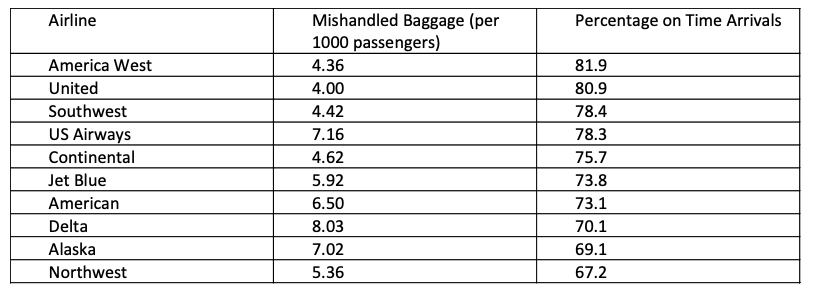 Airline Mishandled Baggage (per 1000 passengers) Percentage on Time Arrivals
America West 4.36 81.9
United 4.00 80.9
Southwest 4.42 78.4
US Airways 7.16 78.3
Continental 4.62 75.7
Jet Blue 5.92 73.8
American 6.50 73.1
Delta 8.03 70.1
Alaska 7.02 69.1
Northwest 5.36 67.2